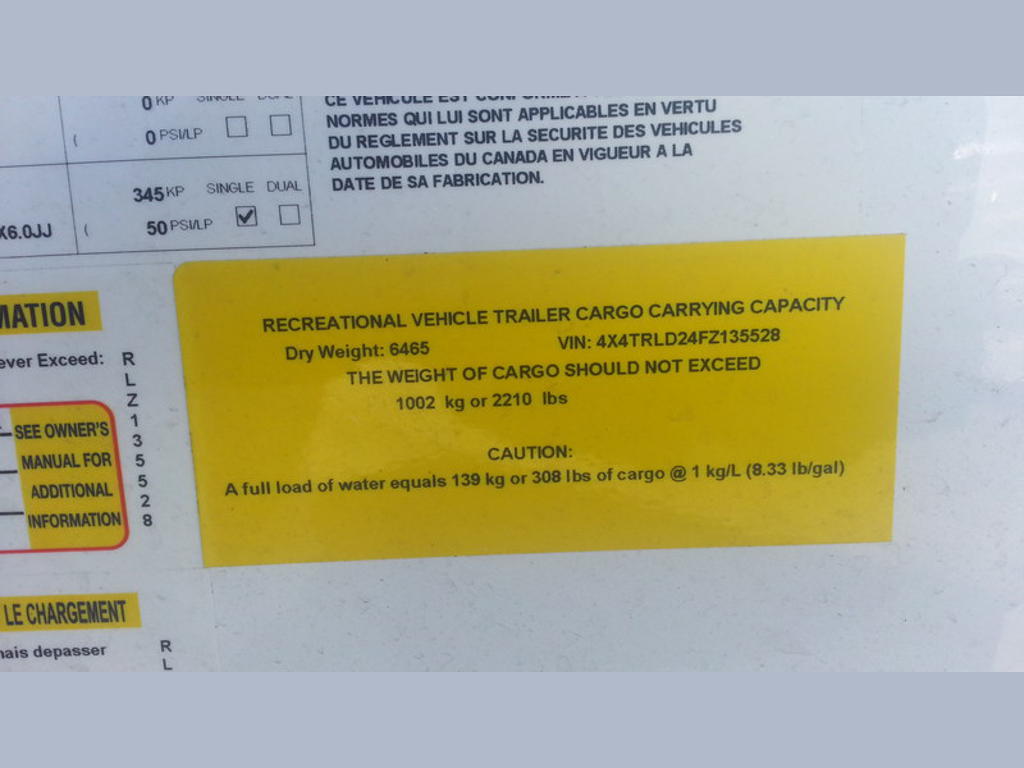 0 KP SINGLE DUAL
( 0 PSI/LP
345 KP SINGLE DUAL
X6.0JJ ( 50 PSI/LP
CE VEHICULE EST
NORMES QUI LUI SONT APPLICABLES EN VERTU
DU REGLEMENT SUR LA SECURITE DES VEHICULES
AUTOMOBILES DU CANADA EN VIGUEUR A LA
DATE DE SA FABRICATION.
RECREATIONAL VEHICLE TRAILER CARGO CARRYING CAPACITY
Dry Weight: 6465 VIN: 4X4TRLD24FZ135528
THE WEIGHT OF CARGO SHOULD NOT EXCEED
1002 kg or 2210 lbs
CAUTION:
A full load of water equals 139 kg or 308 lbs of cargo @ 1 kg/L (8.33 lb/gal)
MATION
ever Exceed:
SEE OWNER'S
MANUAL FOR
ADDITIONAL
INFORMATION
R
L
Z
1
3
5
5
2
8
LE CHARGEMENT
mais depasser
R
L